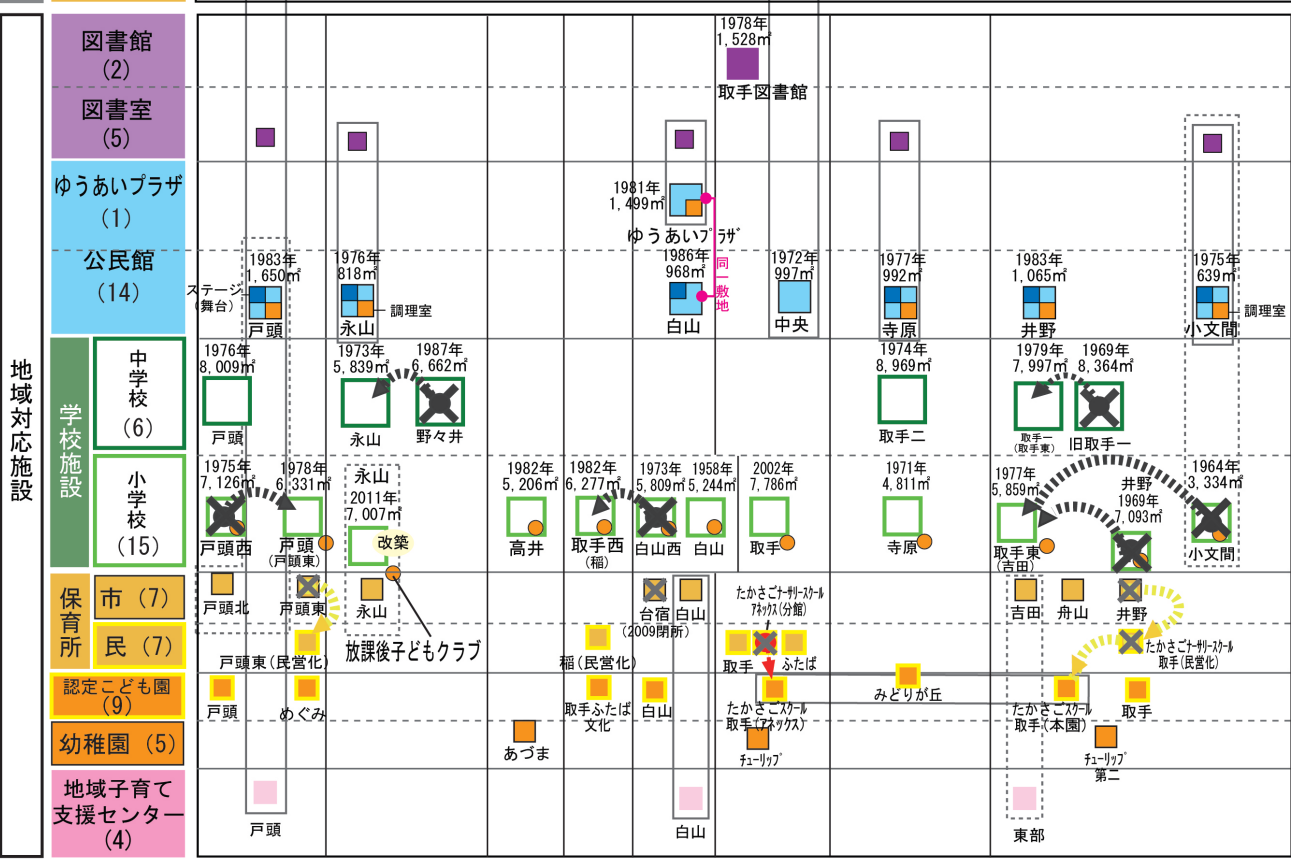 地域対応施設
図書館
(2)
1978年
1,528㎡
取手図書館
図書室
(5)
ゆうあいプラザ
(1)
1981年
1,499㎡
ゆうあいプラザ
公民館
(14)
ステージ
(舞台)
1983年
1,650㎡
戸頭
1976年
818㎡
調理室
永山
1986年
968㎡
白山
同一敷地
1972年
997㎡
中央
1977年
992㎡
寺原
1983年
1,065㎡
井野
1975年
639㎡
調理室
小文間
学校施設
中学校
(6)
1976年
8,009㎡
戸頭
1973年
5,839㎡
永山
1987年
6,662㎡
野々井
1974年
8,969㎡
取手二
1979年
7,997㎡
取手一
(取手東)
1969年
8,364㎡
旧取手一
小学校
(15)
1975年
7,126㎡
戸頭西
1978年
6,331㎡
戸頭
(戸頭東)
永山
2011年
7,007㎡
改築
1982年
5,206㎡
高井
1982年
6,277㎡
取手西
(稲)
1973年
5,809㎡
白山西
1958年
5,244㎡
白山
2002年
7,786㎡
取手
1971年
4,811㎡
寺原
1977年
5,859㎡
取手東
(吉田)
井野
1969年
7,093㎡
1964年
3,334㎡
小文間
保育所
市(7)
戸頭北
戸頭東
永山
台宿
(2009閉所)
白山
たかさごナーサリースクール
アネックス(分館)
吉田
舟山
井野
民(7)
戸頭東(民営化)
放課後子どもクラブ
稲(民営化)
取手
ふたば
たかさごナーサリースクール
取手(民営化)
認定こども園
(9)
戸頭
めぐみ
取手ふたば
文化
白山
たかさごスクール
取手(アネックス)
みどりが丘
たかさごスクール
取手(本園)
取手
幼稚園(5)
あづま
チューリップ
チューリップ
第二
地域子育て
支援センター
(4)
戸頭
白山
東部